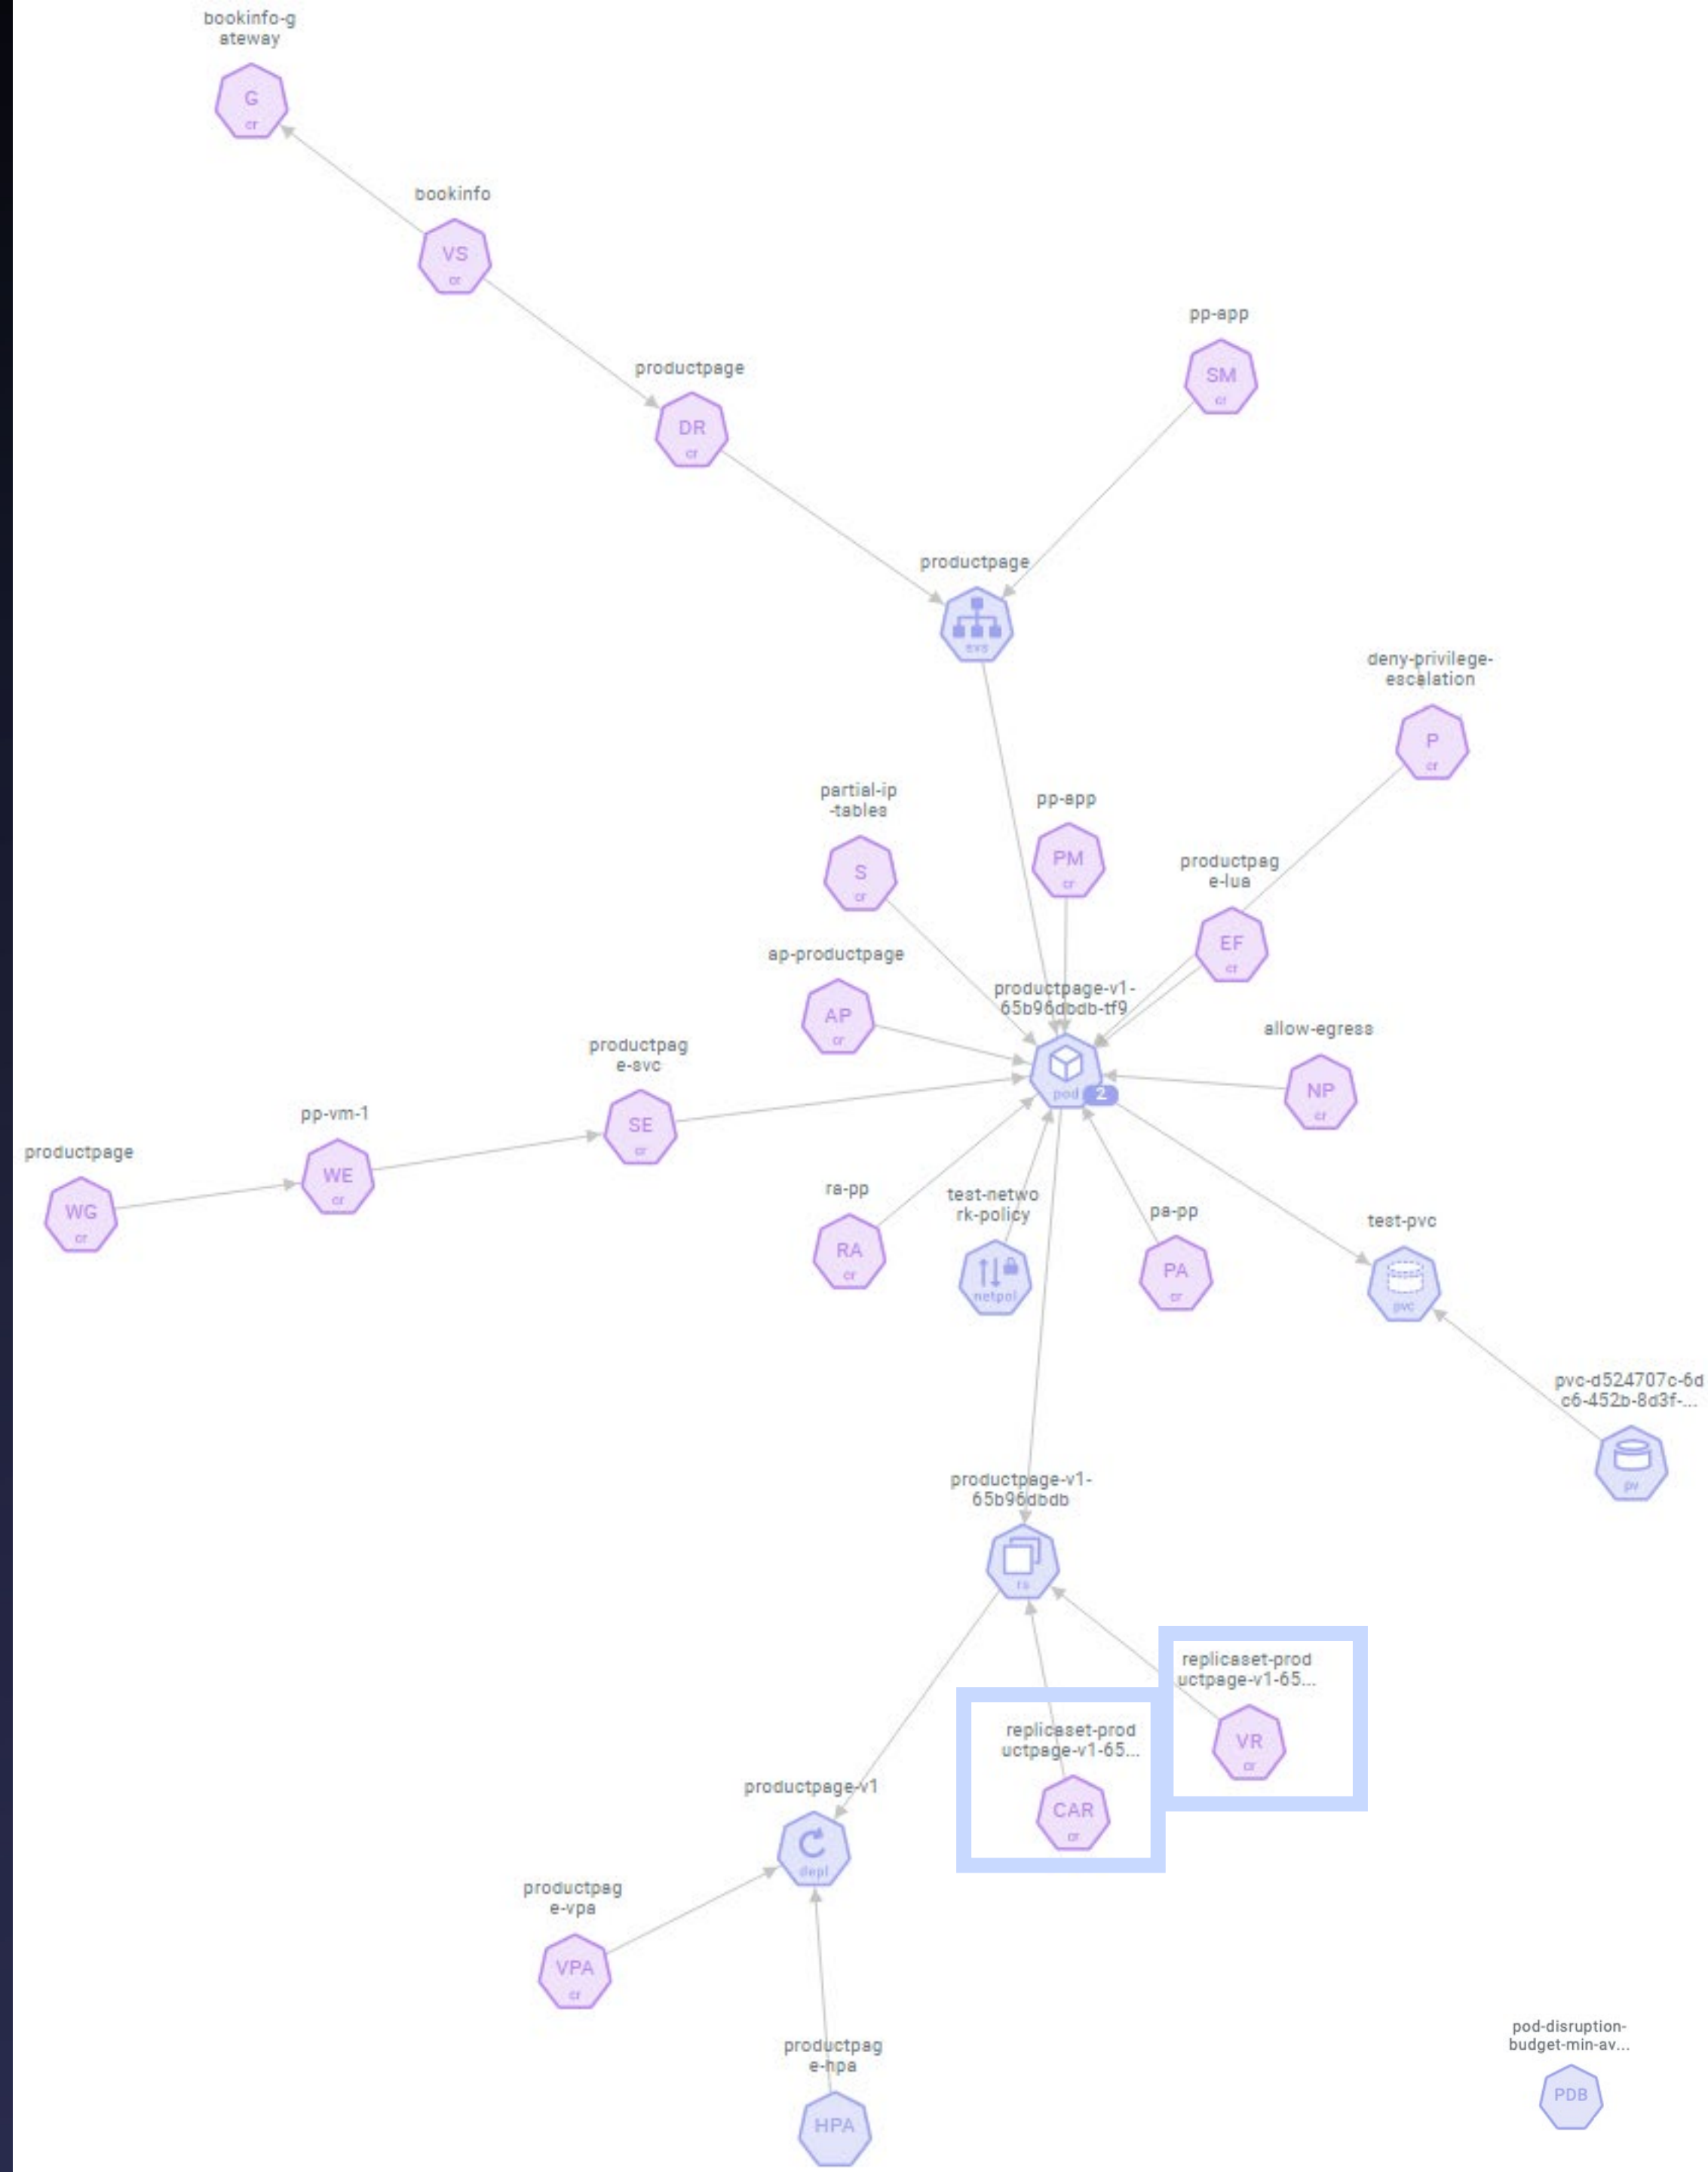 bookinfo-g
ateway
G
cr
bookinfo
VS
cr
pp-app
SM
cr
productpage
DR
cr
productpage
svs
deny-privilege-
escalation
P
cr
partial-ip
-tables
S
cr
pp-app
PM
cr
productpag
e-lua
EF
cr
ap-productpage
AP
cr
productpage-v1-
65b96dbdb-tf9
pod
2
allow-egress
NP
cr
productpag
e-svc
SE
cr
pp-vm-1
WE
cr
productpage
WG
cr
ra-pp
RA
cr
test-netwo
rk-policy
netpol
pa-pp
PA
cr
test-pvc
pvc
pvc-d524707c-6d
c6-452b-8d3f-...
pv
productpage-v1-
65b96dbdb
rs
replicaset-prod
uctpage-v1-65...
VR
cr
replicaset-prod
uctpage-v1-65...
CAR
cr
productpage-v1
depl
productpag
e-vpa
VPA
cr
productpag
e-hpa
HPA
pod-disruption-
budget-min-av...
PDB